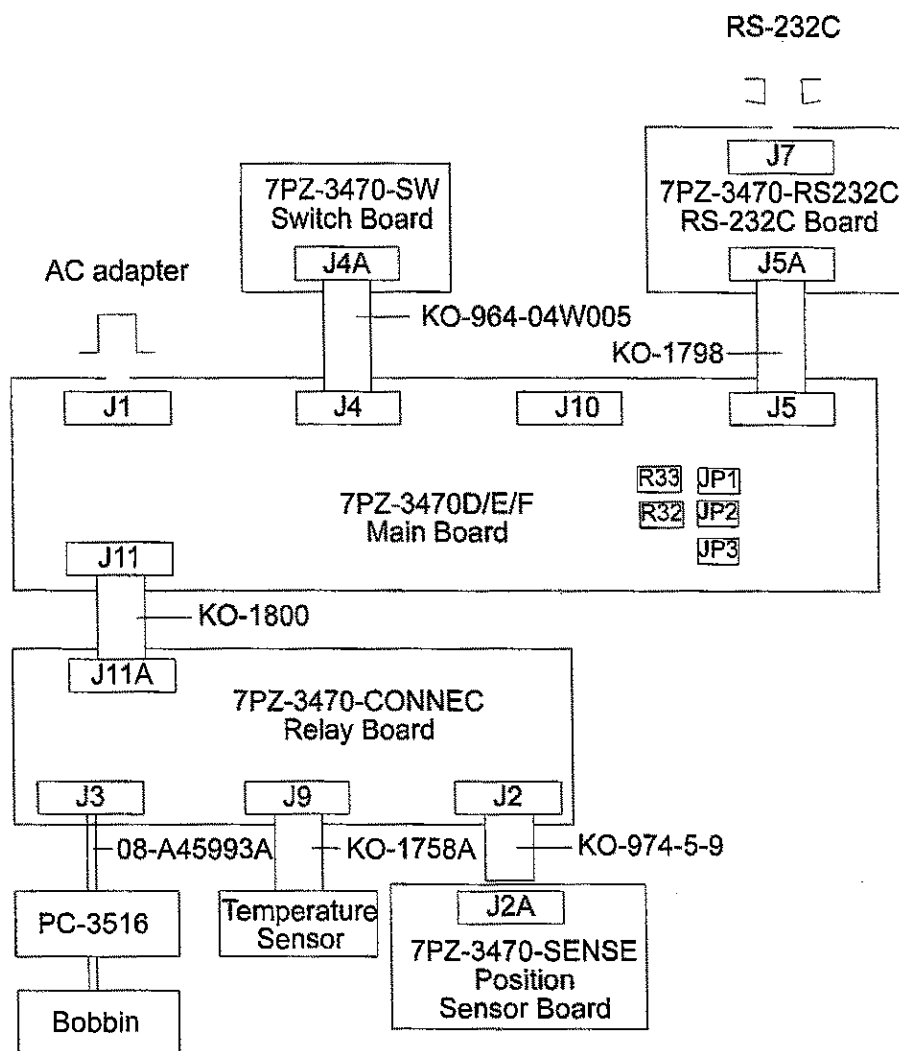 RS-232C
J7
7PZ-3470-RS232C
RS-232C Board
J5A
7PZ-3470-SW
Switch Board
J4A
AC adapter
KO-964-04W005
KO-1798
J1
J4
J10
J5
7PZ-3470D/E/F
Main Board
R33
JP1
R32
JP2
JP3
J11
KO-1800
J11A
7PZ-3470-CONNEC
Relay Board
J3
J9
J2
08-A45993A
KO-1758A
KO-974-5-9
PC-3516
Temperature
Sensor
J2A
7PZ-3470-SENSE
Position
Sensor Board
Bobbin